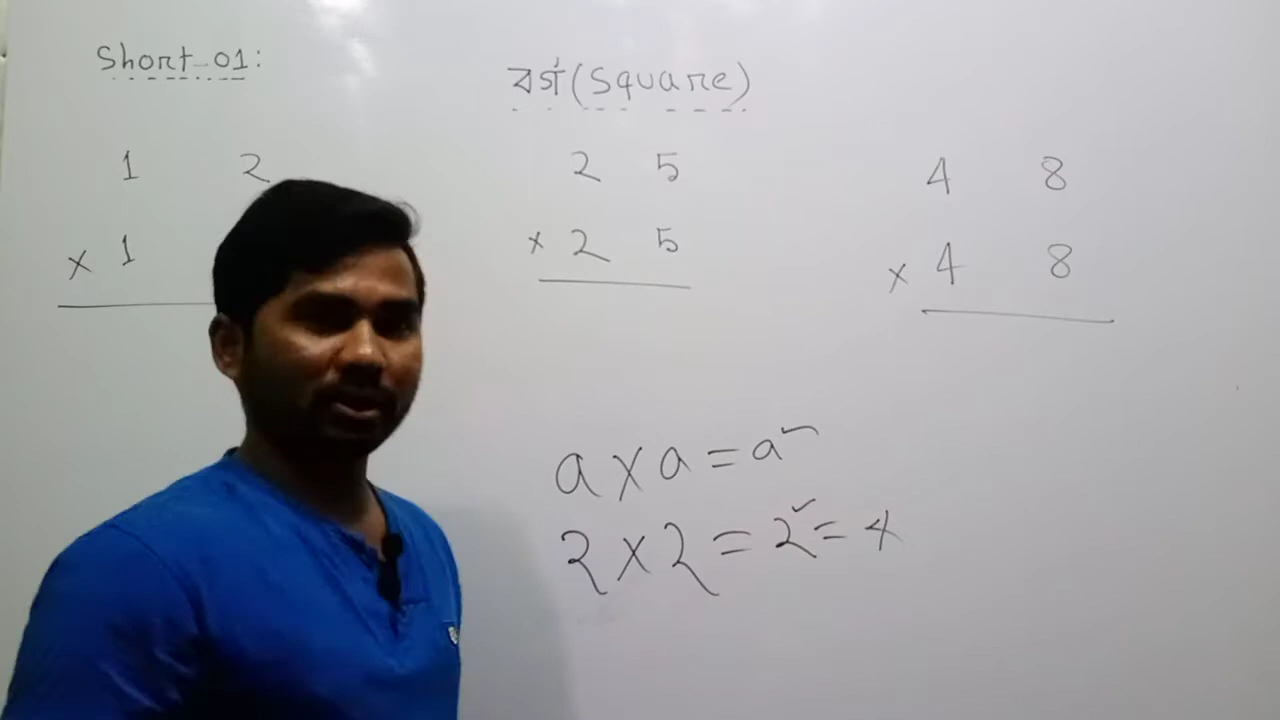 Short-01:
বর্গ (Square)
1 2
× 1
2 5
× 2 5
4 8
× 4 8
a × a = a²
2 × 2 = 2² = 4